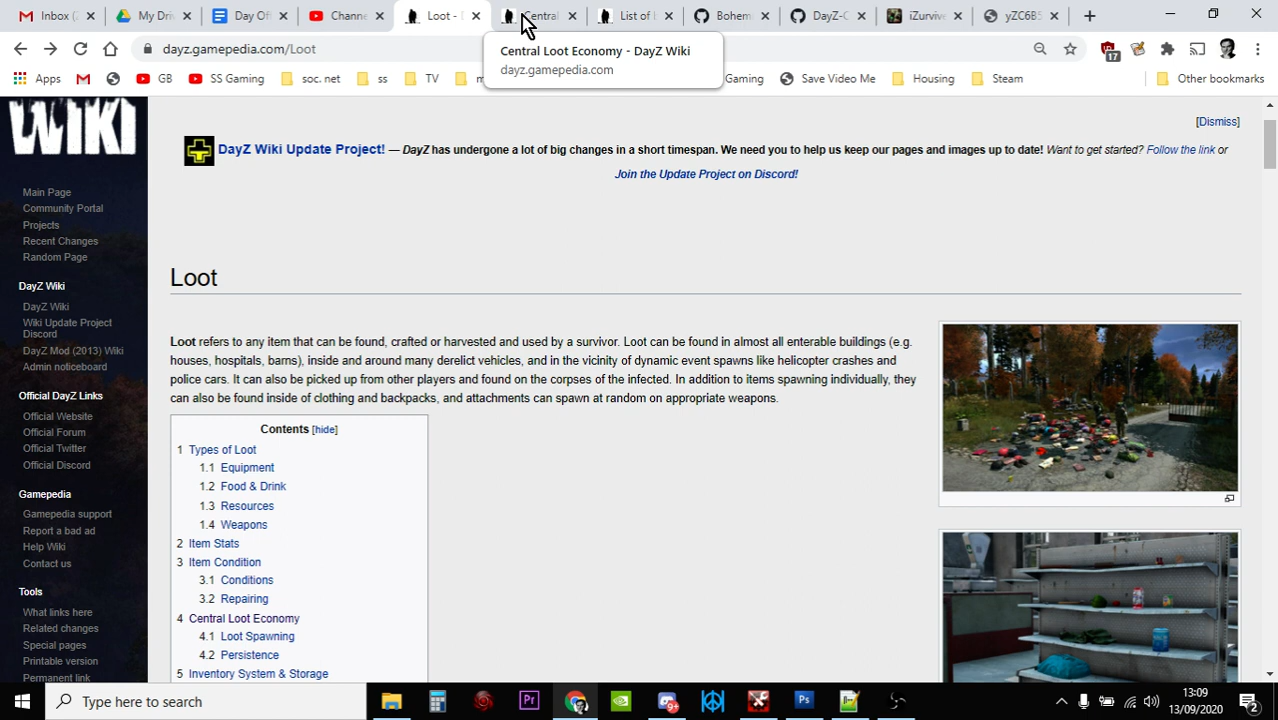 Inbox (
My Driv
Day Off
Channe
Loot - D
Central
List of I
Bohem
DayZ-C
iZurvive
yZC6B5
dayz.gamepedia.com/Loot
17
Central Loot Economy - DayZ Wiki
dayz.gamepedia.com
Apps
GB
SS Gaming
soc. net
ss
TV
Gaming
Save Video Me
Housing
Steam
Other bookmarks
WIKI
[Dismiss]
DayZ Wiki Update Project! — DayZ has undergone a lot of big changes in a short timespan. We need you to help us keep our pages and images up to date! Want to get started? Follow the link or
Join the Update Project on Discord!
Main Page
Community Portal
Projects
Recent Changes
Random Page
DayZ Wiki
DayZ Wiki
Wiki Update Project
Discord
DayZ Mod (2013) Wiki
Admin noticeboard
Official DayZ Links
Official Website
Official Forum
Official Twitter
Official Discord
Gamepedia
Gamepedia support
Report a bad ad
Help Wiki
Contact us
Tools
What links here
Related changes
Special pages
Printable version
Permanent link
Loot
Loot refers to any item that can be found, crafted or harvested and used by a survivor. Loot can be found in almost all enterable buildings (e.g.
houses, hospitals, barns), inside and around many derelict vehicles, and in the vicinity of dynamic event spawns like helicopter crashes and
police cars. It can also be picked up from other players and found on the corpses of the infected. In addition to items spawning individually, they
can also be found inside of clothing and backpacks, and attachments can spawn at random on appropriate weapons.
Contents [hide]
1 Types of Loot
1.1 Equipment
1.2 Food & Drink
1.3 Resources
1.4 Weapons
2 Item Stats
3 Item Condition
3.1 Conditions
3.2 Repairing
4 Central Loot Economy
4.1 Loot Spawning
4.2 Persistence
5 Inventory System & Storage
Type here to search
Pr
Ps
13:09
13/09/2020
2